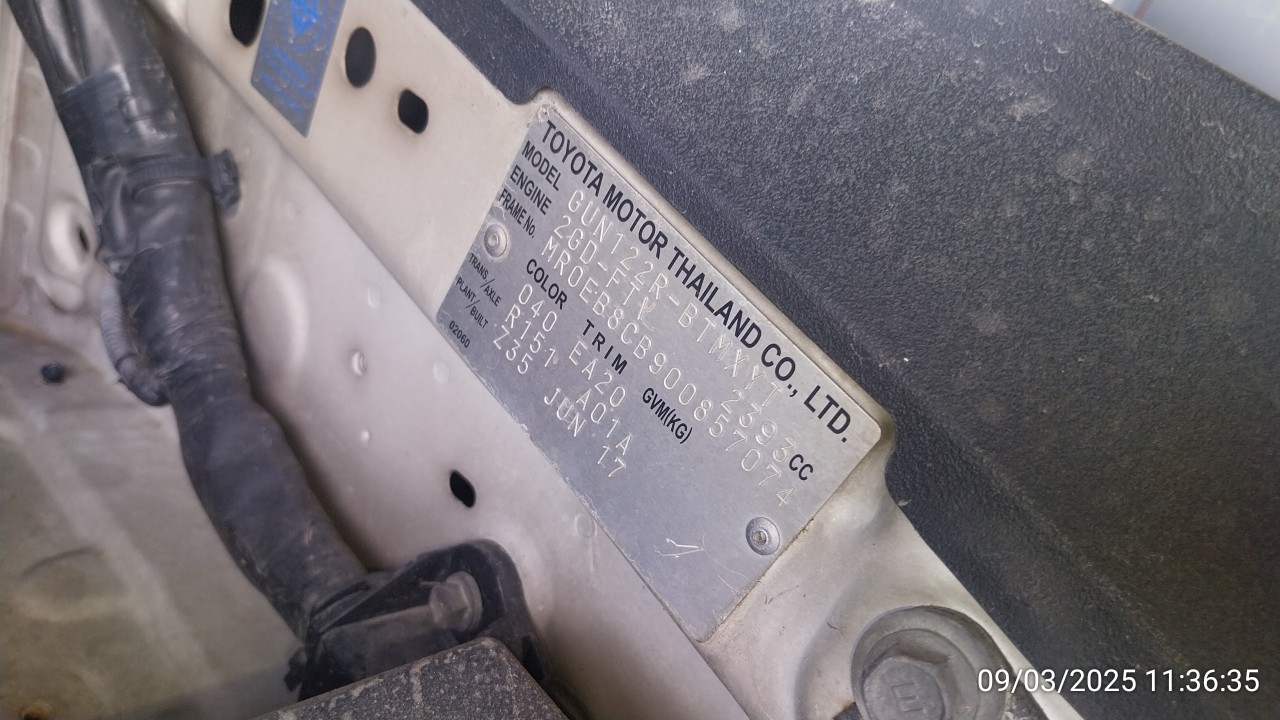 TOYOTA MOTOR THAILAND CO., LTD.
MODEL GUN122R-BTMXYT
ENGINE 2GD-FTV 2393 CC
FRAME No. MR0EB8CB900857074
COLOR TRIM GVM(KG)
040 EA20
TRANS/AXLE R151 A01A
PLANT/BUILT Z35 JUN 17
02060
09/03/2025 11:36:35